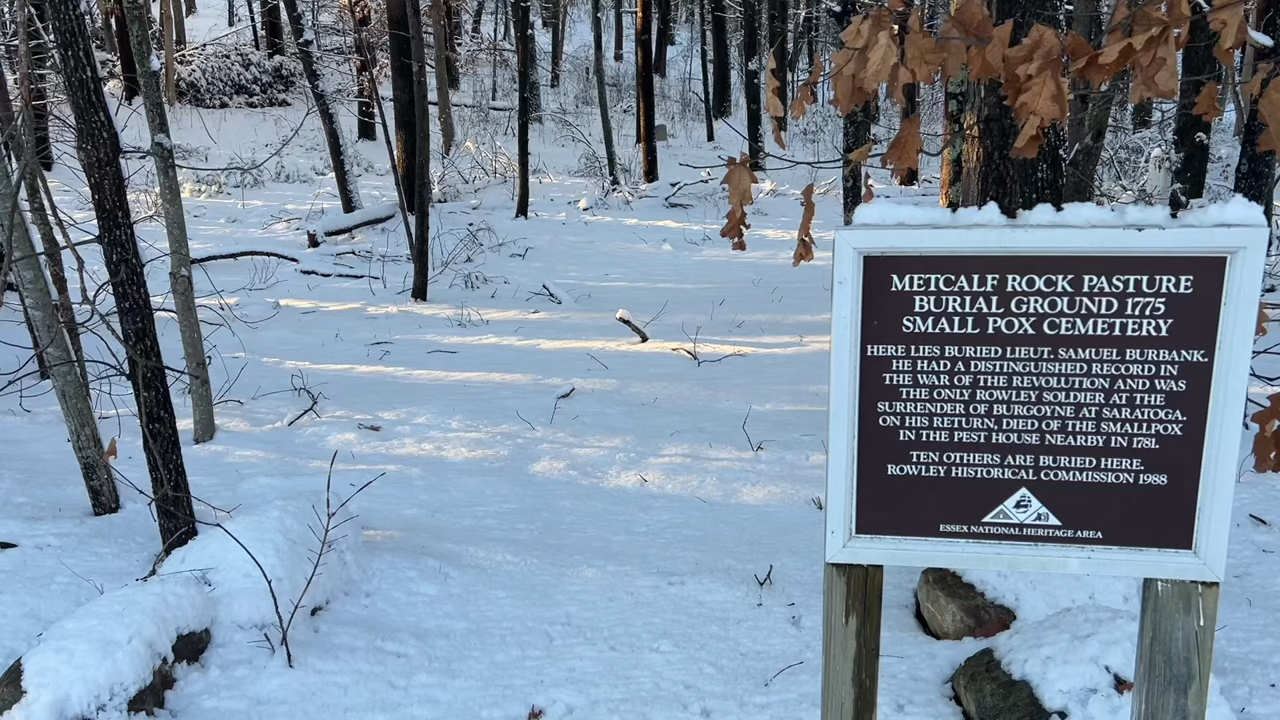 METCALF ROCK PASTURE
BURIAL GROUND 1775
SMALL POX CEMETERY
HERE LIES BURIED LIEUT. SAMUEL BURBANK.
HE HAD A DISTINGUISHED RECORD IN
THE WAR OF THE REVOLUTION AND WAS
THE ONLY ROWLEY SOLDIER AT THE
SURRENDER OF BURGOYNE AT SARATOGA.
ON HIS RETURN, DIED OF THE SMALLPOX
IN THE PEST HOUSE NEARBY IN 1781.
TEN OTHERS ARE BURIED HERE.
ROWLEY HISTORICAL COMMISSION 1988
ESSEX NATIONAL HERITAGE AREA